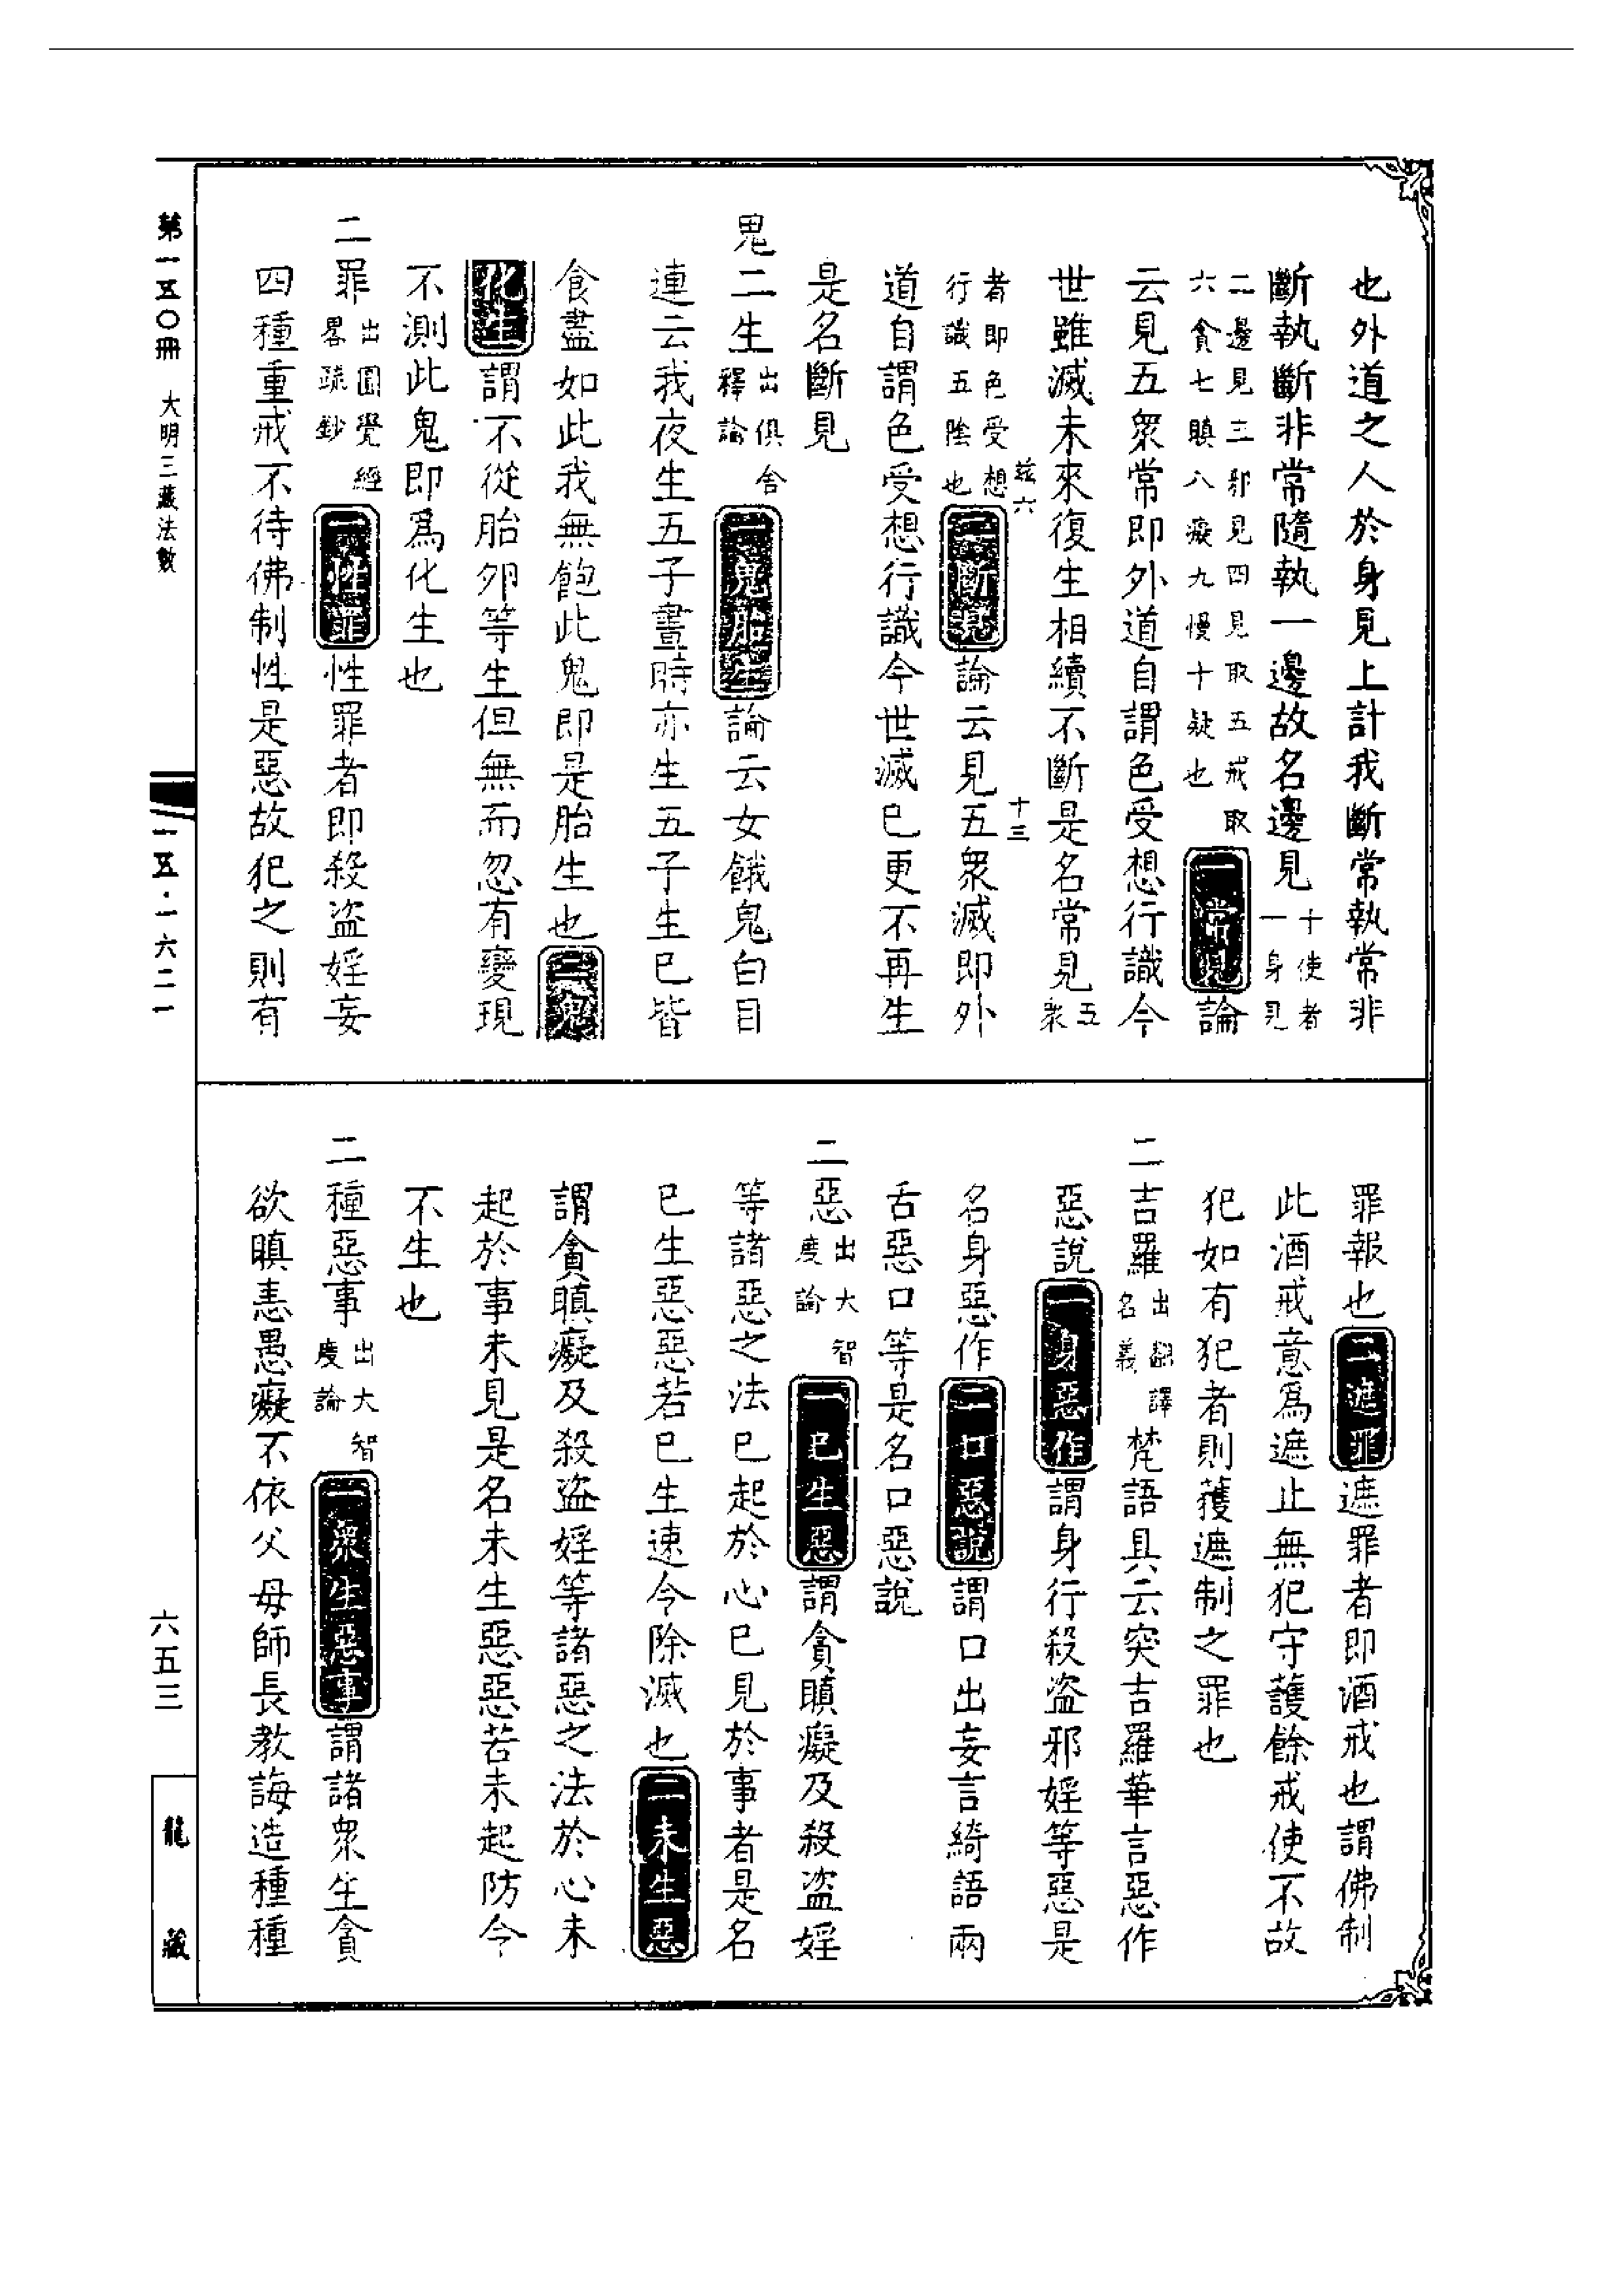 也外道之人於身見上計我斷常執常非
斷執斷非常隨執一邊故名邊見十使者一身見
二邊見三邪見四見取五戒取六貪七瞋八癡九慢十疑也一常見論
云見五衆常即外道自謂色受想行識今
世雖滅未來復生相續不斷是名常見五衆
茲六
十三
者即色受想行識五陰也二斷見論云見五衆滅即外
道自謂色受想行識今世滅已更不再生
是名斷見
鬼二生出俱舍釋論一鬼胎生論云女餓鬼白目
連云我夜生五子晝時亦生五子生已皆
食盡如此我無飽此鬼即是胎生也二鬼
化生謂不從胎卵等生但無而忽有變現
不測此鬼即爲化生也
二罪出圓覺經畧疏鈔一性罪性罪者即殺盜婬妄
四種重戒不待佛制性是惡故犯之則有
罪報也二遮罪遮罪者即酒戒也謂佛制
此酒戒意爲遮止無犯守護餘戒使不故
犯如有犯者則獲遮制之罪也
二吉羅出翻譯名義梵語具云突吉羅華言惡作
惡說一身惡作謂身行殺盜邪婬等惡是
名身惡作二口惡說謂口出妄言綺語兩
舌惡口等是名口惡說
二惡出大智度論一已生惡謂貪瞋癡及殺盜婬
等諸惡之法已起於心已見於事者是名
已生惡惡若已生速令除滅也二未生惡
謂貪瞋癡及殺盜婬等諸惡之法於心未
起於事未見是名未生惡惡若未起防令
不生也
二種惡事出大智度論一衆生惡事謂諸衆生貪
欲瞋恚愚癡不依父母師長教誨造種種
第一五〇冊 大明三藏法數
一五·一六二一
六五三
龍藏